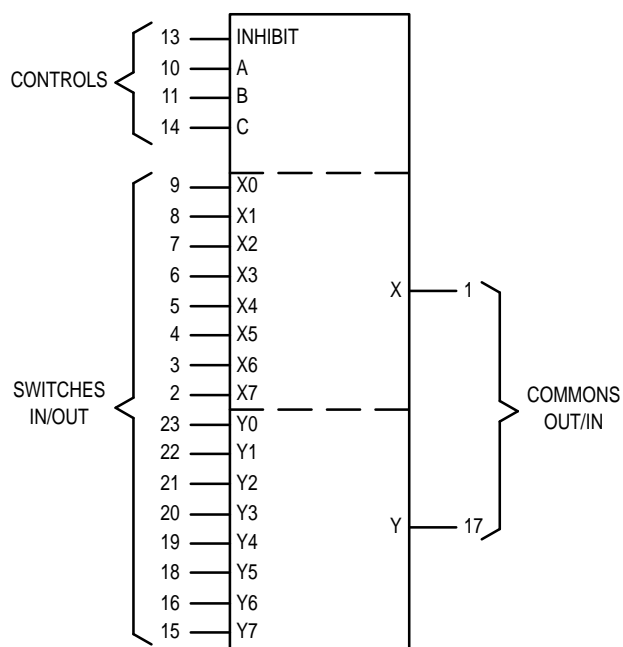 13 INHIBIT
10 A
CONTROLS
11 B
14 C
9 X0
8 X1
7 X2
6 X3
X 1
5 X4
4 X5
3 X6
2 X7
SWITCHES
IN/OUT
COMMONS
OUT/IN
23 Y0
22 Y1
21 Y2
20 Y3
Y 17
19 Y4
18 Y5
16 Y6
15 Y7